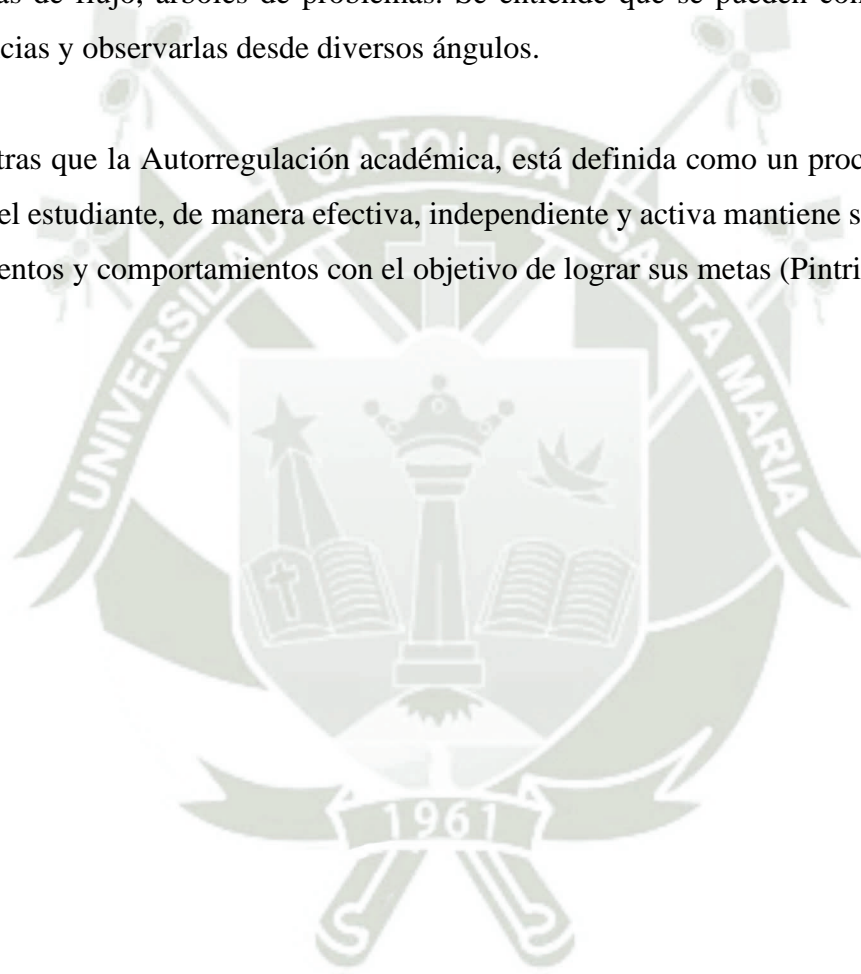 as de flujo, árboles de problemas. Se entiende que se pueden con
cias y observarlas desde diversos ángulos.
tras que la Autorregulación académica, está definida como un proc
el estudiante, de manera efectiva, independiente y activa mantiene s
entos y comportamientos con el objetivo de lograr sus metas (Pintri
UNIVERSIDAD CATOLICA SANTA MARIA
1961